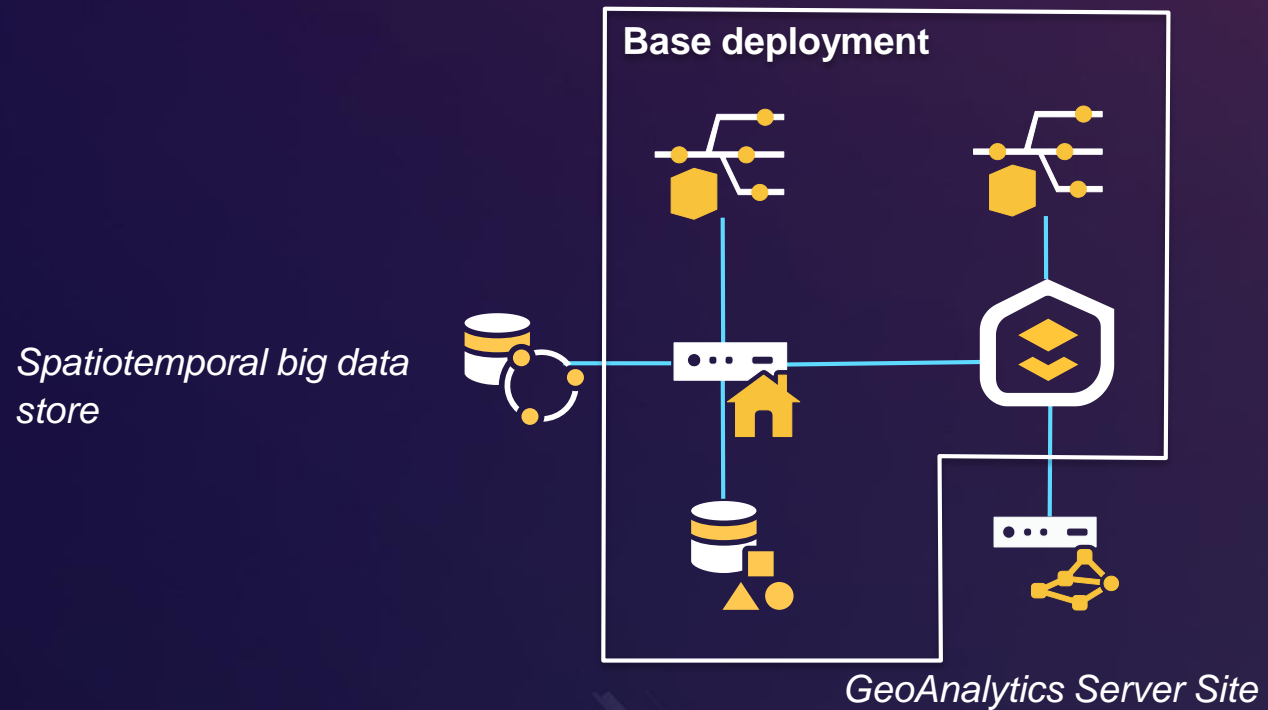 Base deployment
Spatiotemporal big data
store
GeoAnalytics Server Site